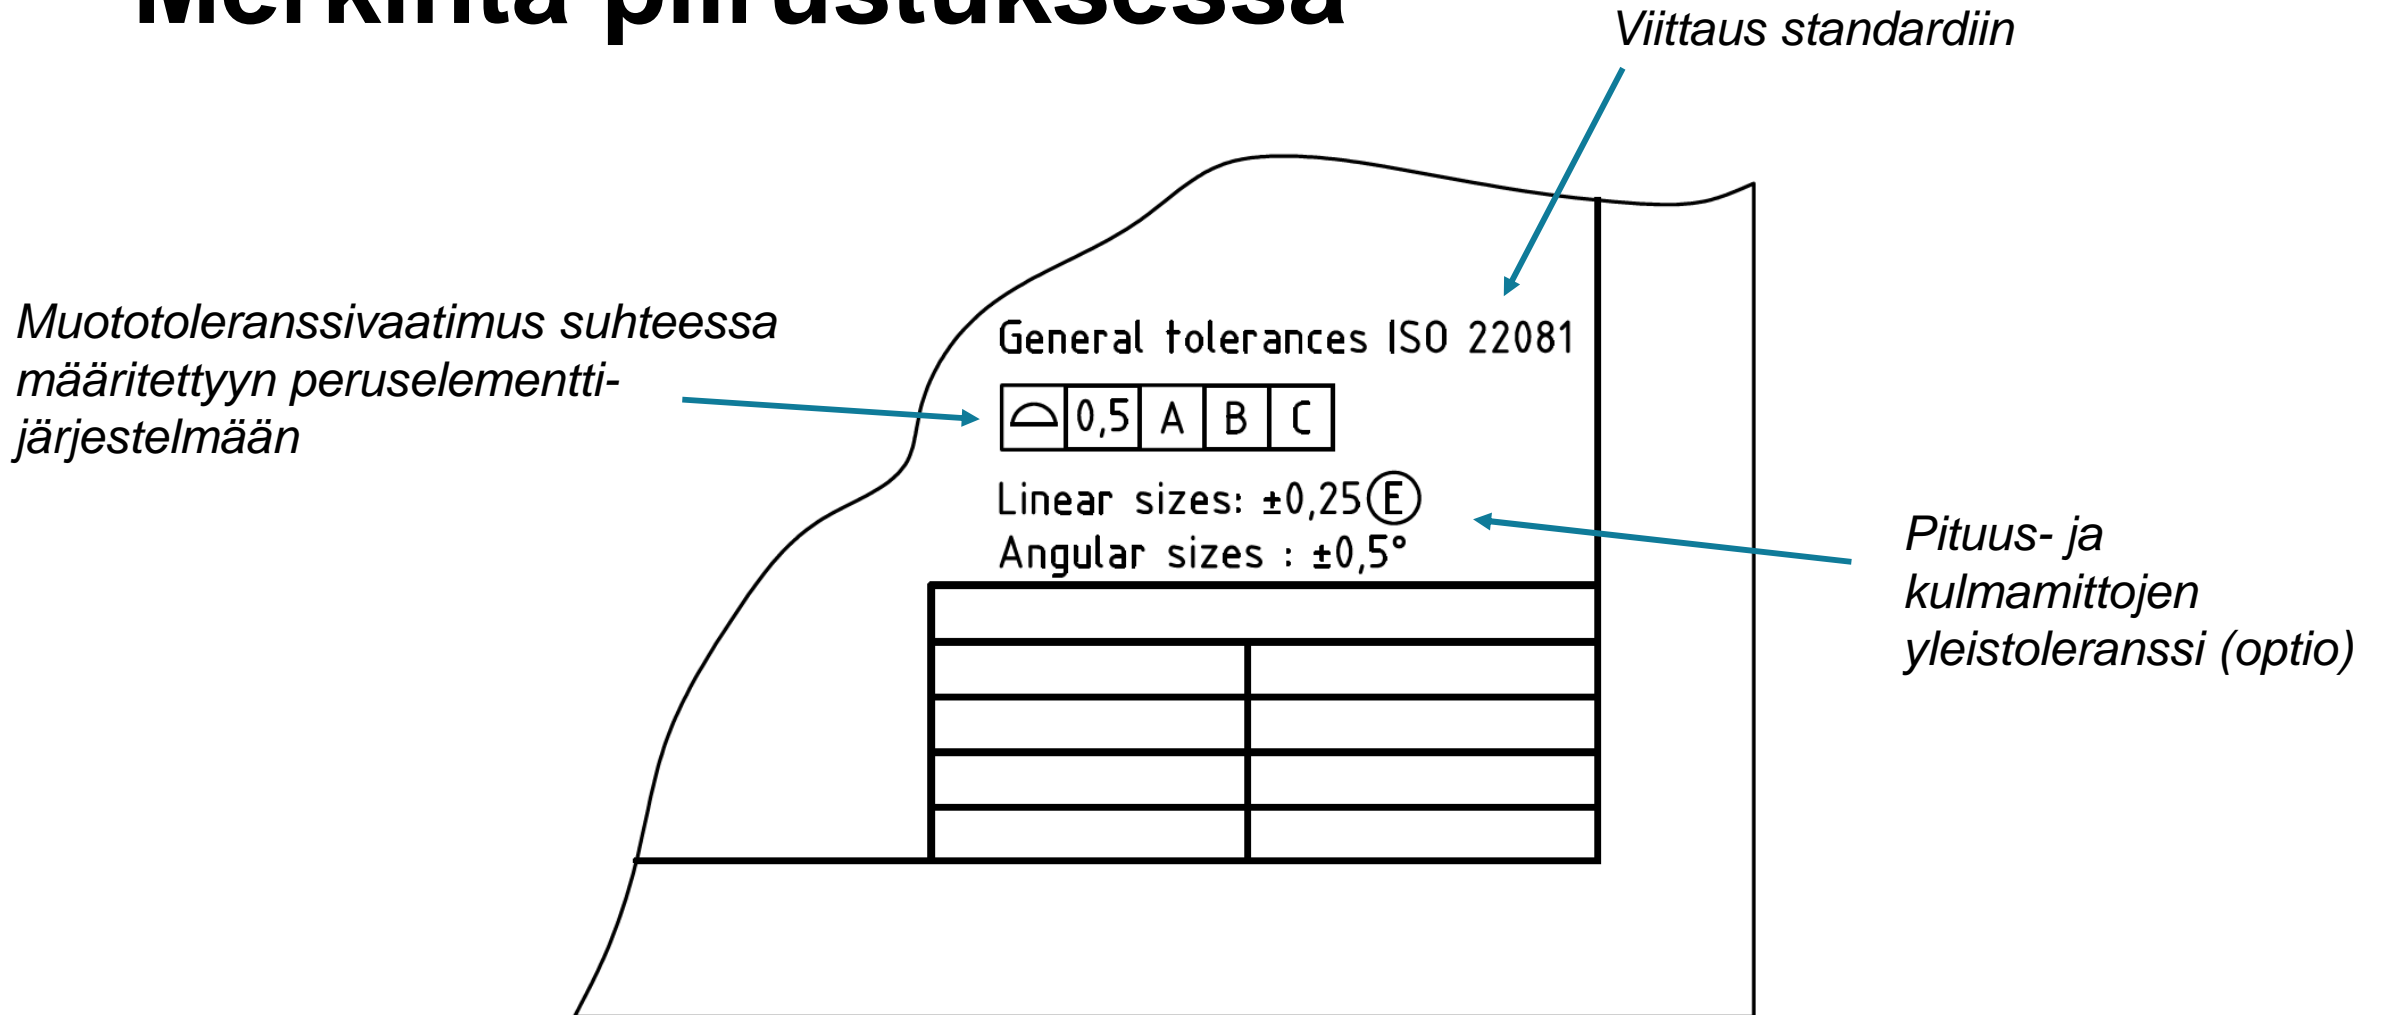 Merkintä piirustuksessa
Viittaus standardiin
Muototoleranssivaatimus suhteessa
määritettyyn peruselementti-
järjestelmään
General tolerances ISO 22081
⌓ 0,5 A B C
Linear sizes: ±0,25Ⓔ
Angular sizes : ±0,5°
Pituus- ja
kulmamittojen
yleistoleranssi (optio)